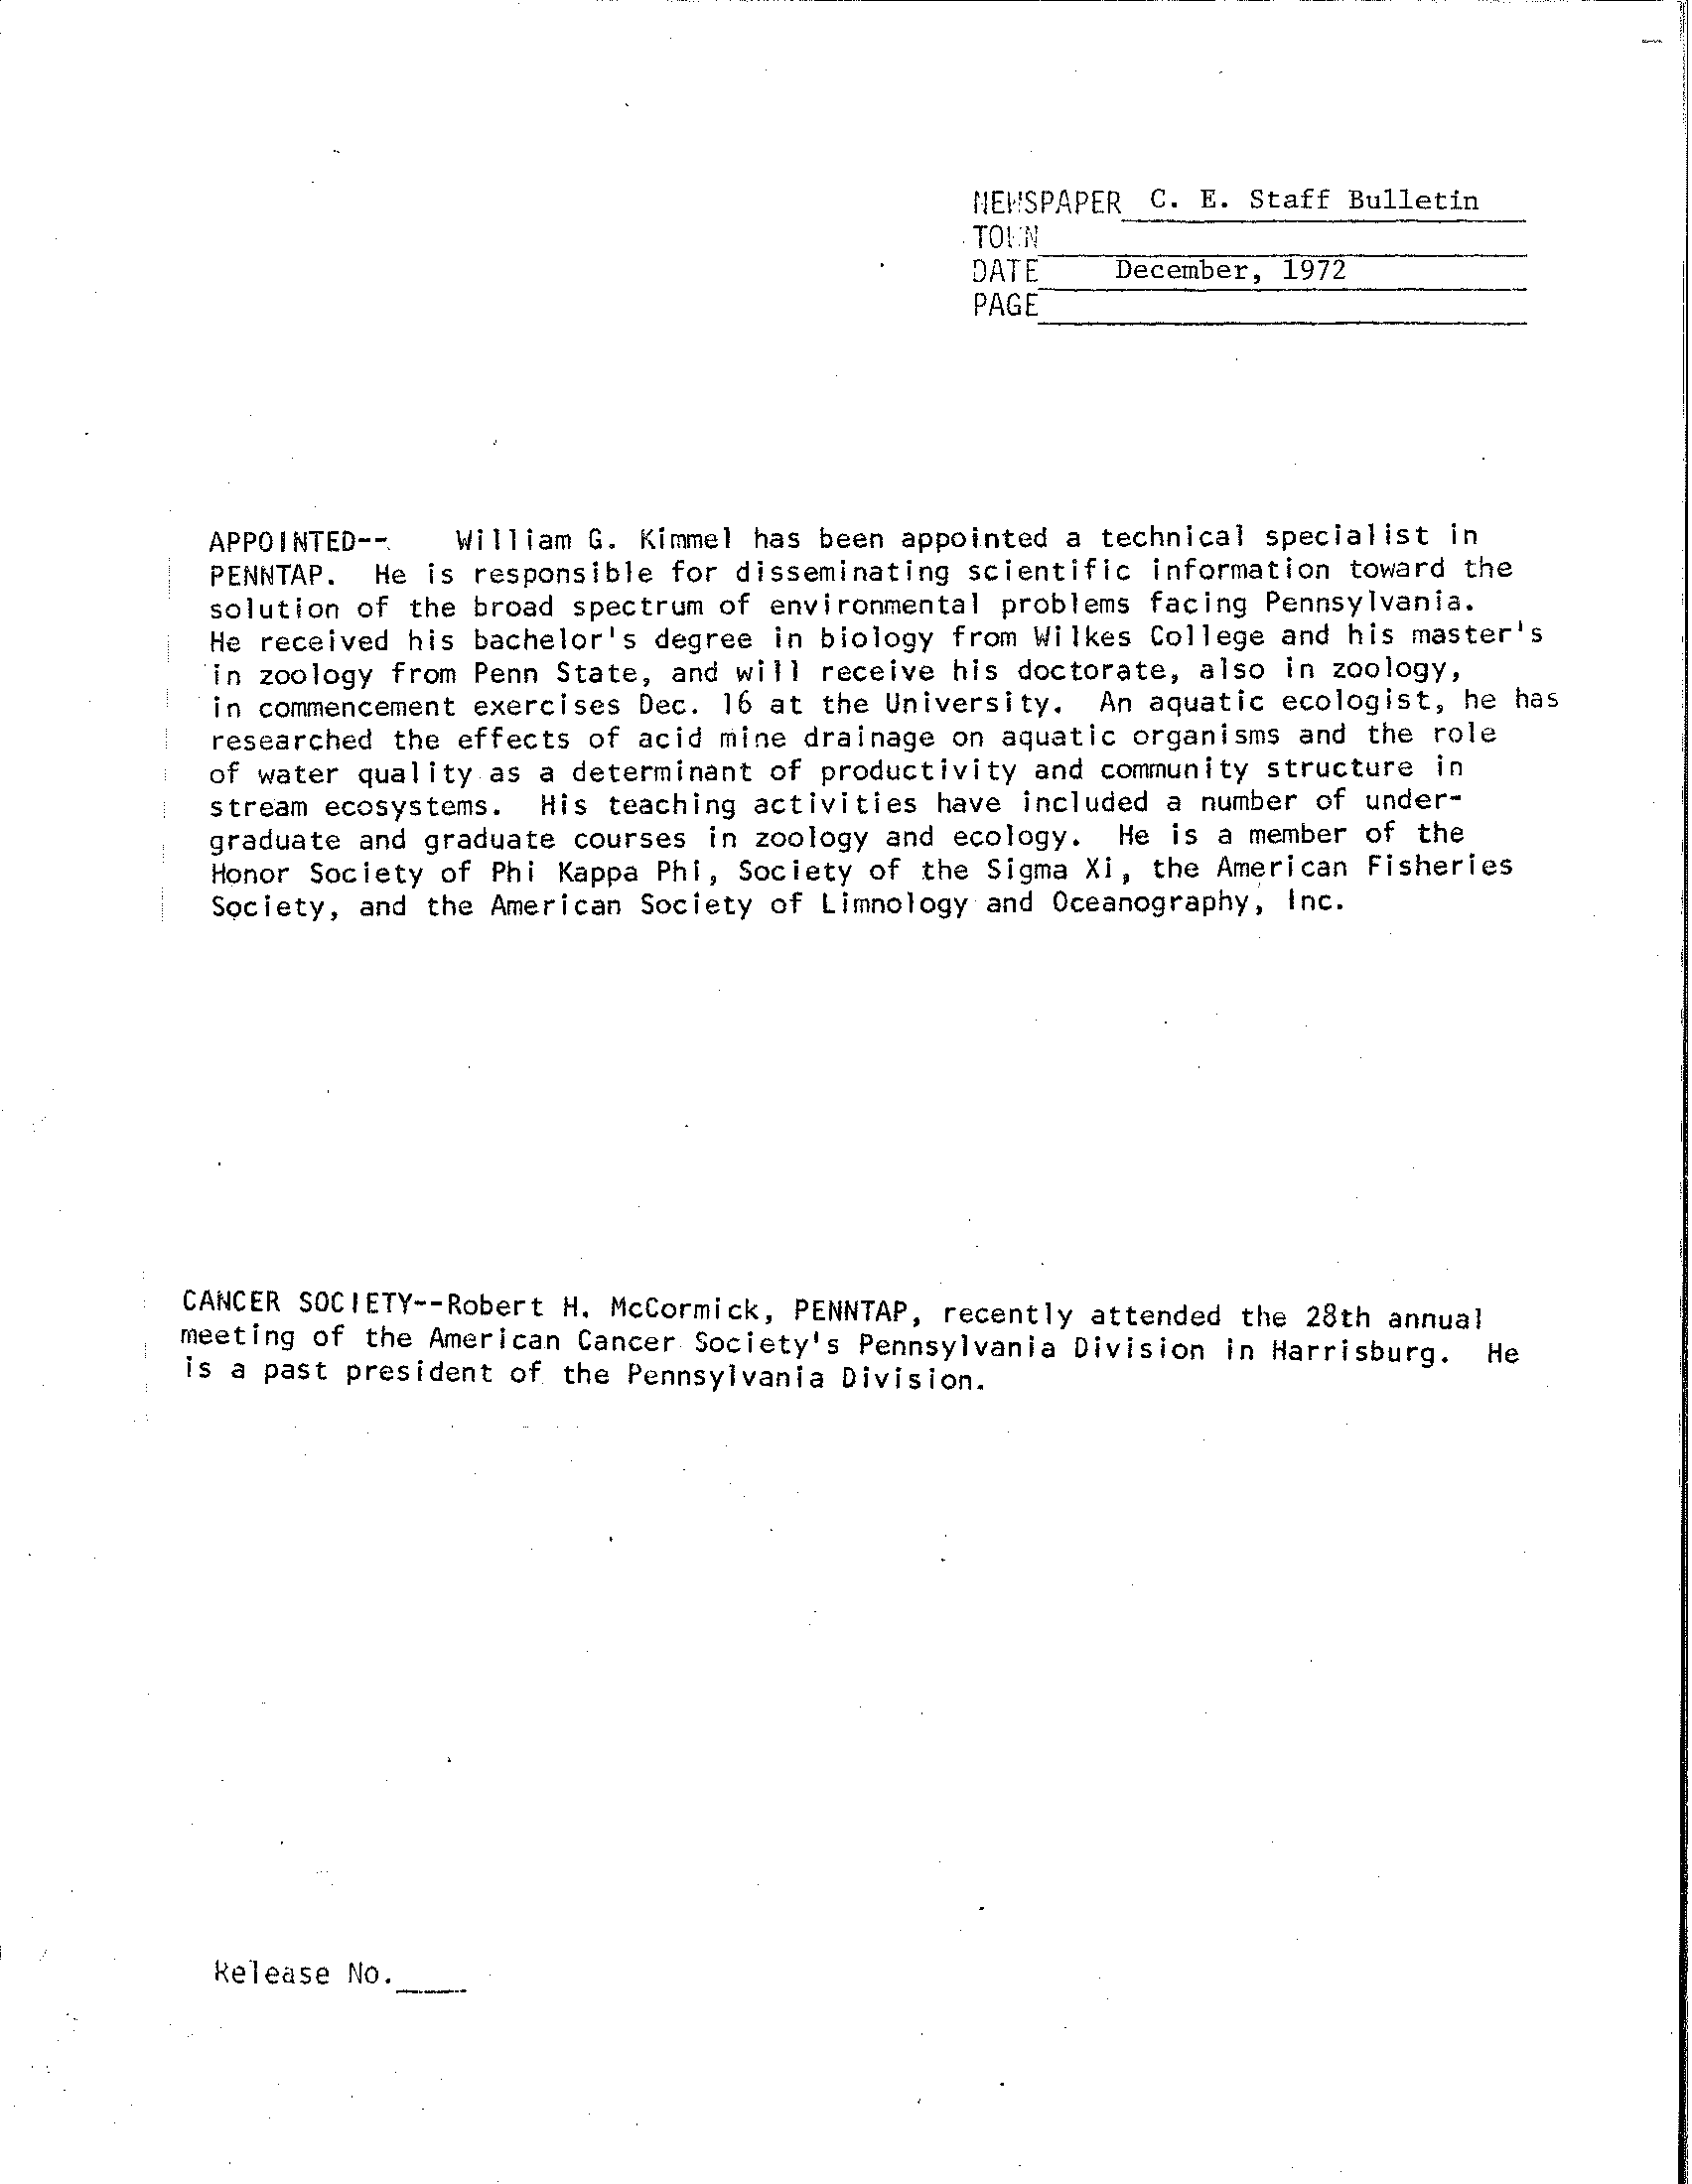 NEWSPAPER C. E. Staff Bulletin
TOWN
DATE December, 1972
PAGE
APPOINTED-- William G. Kimmel has been appointed a technical specialist in
PENNTAP. He is responsible for disseminating scientific information toward the
solution of the broad spectrum of environmental problems facing Pennsylvania.
He received his bachelor's degree in biology from Wilkes College and his master's
in zoology from Penn State, and will receive his doctorate, also in zoology,
in commencement exercises Dec. 16 at the University. An aquatic ecologist, he has
researched the effects of acid mine drainage on aquatic organisms and the role
of water quality as a determinant of productivity and community structure in
stream ecosystems. His teaching activities have included a number of under-
graduate and graduate courses in zoology and ecology. He is a member of the
Honor Society of Phi Kappa Phi, Society of the Sigma Xi, the American Fisheries
Society, and the American Society of Limnology and Oceanography, Inc.
CANCER SOCIETY--Robert H. McCormick, PENNTAP, recently attended the 28th annual
meeting of the American Cancer Society's Pennsylvania Division in Harrisburg. He
is a past president of the Pennsylvania Division.
Release No.